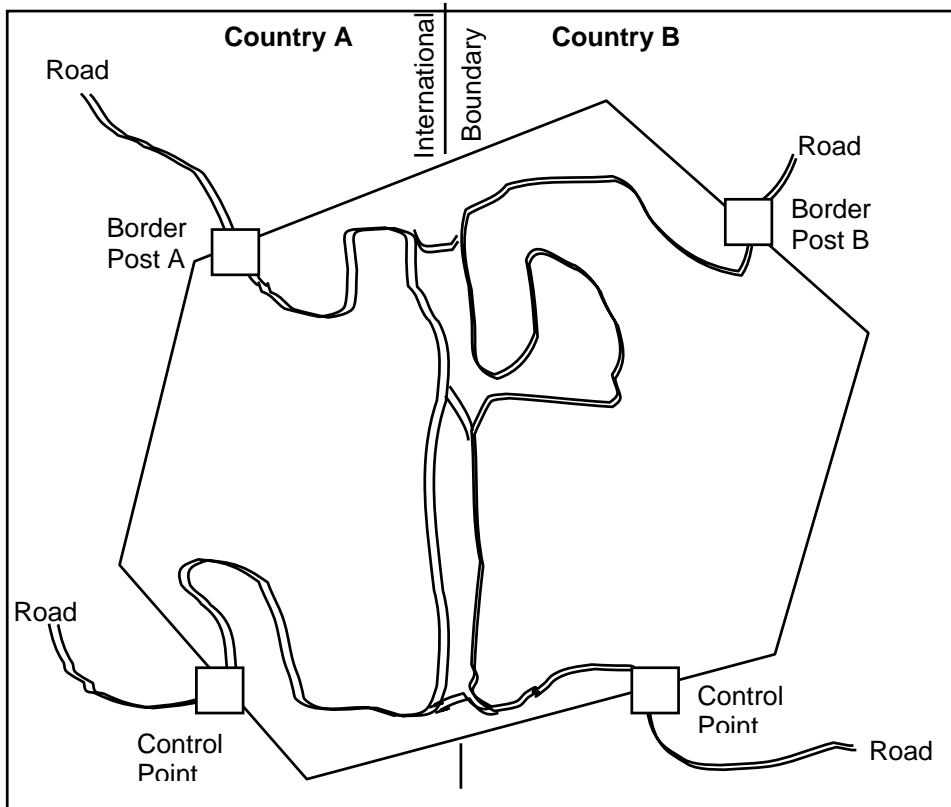 Country A
International
Boundary
Country B
Road
Road
Border
Post A
Border
Post B
Road
Control
Point
Control
Point
Road